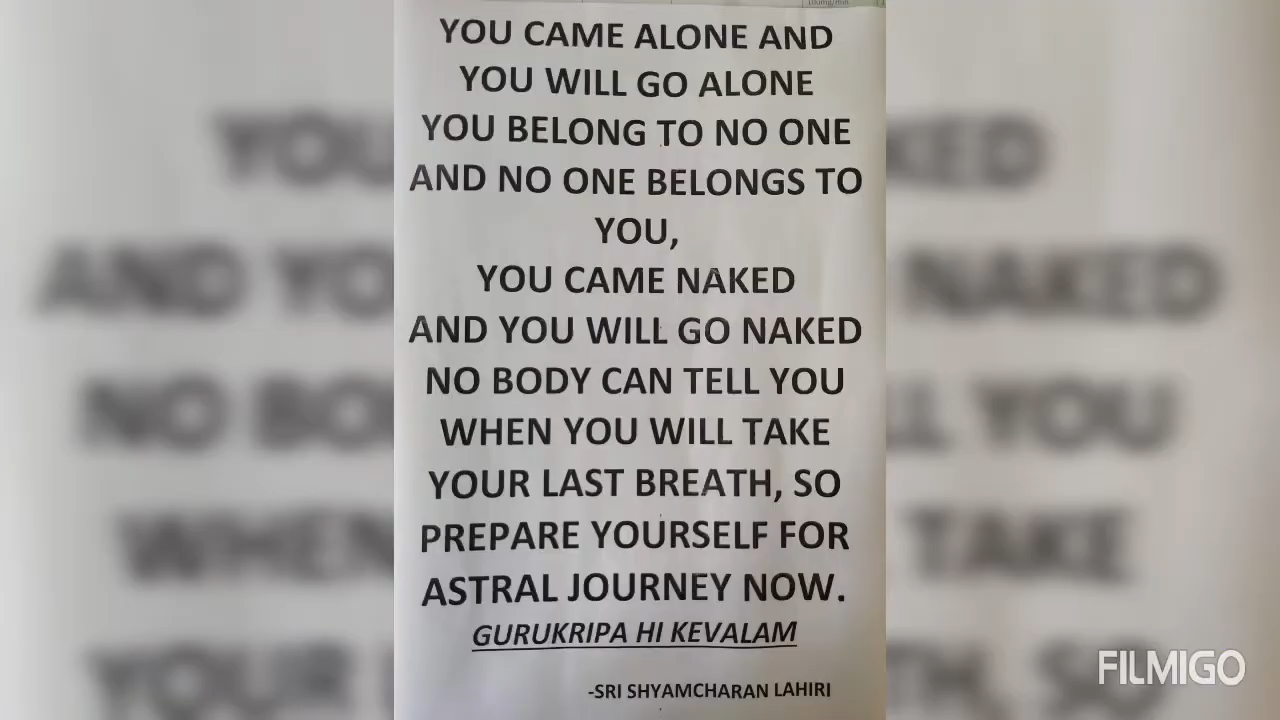 YOU CAME ALONE AND
YOU WILL GO ALONE
YOU BELONG TO NO ONE
AND NO ONE BELONGS TO
YOU,
YOU CAME NAKED
AND YOU WILL GO NAKED
NO BODY CAN TELL YOU
WHEN YOU WILL TAKE
YOUR LAST BREATH, SO
PREPARE YOURSELF FOR
ASTRAL JOURNEY NOW.
GURUKRIPA HI KEVALAM
-SRI SHYAMCHARAN LAHIRI
FILMIGO